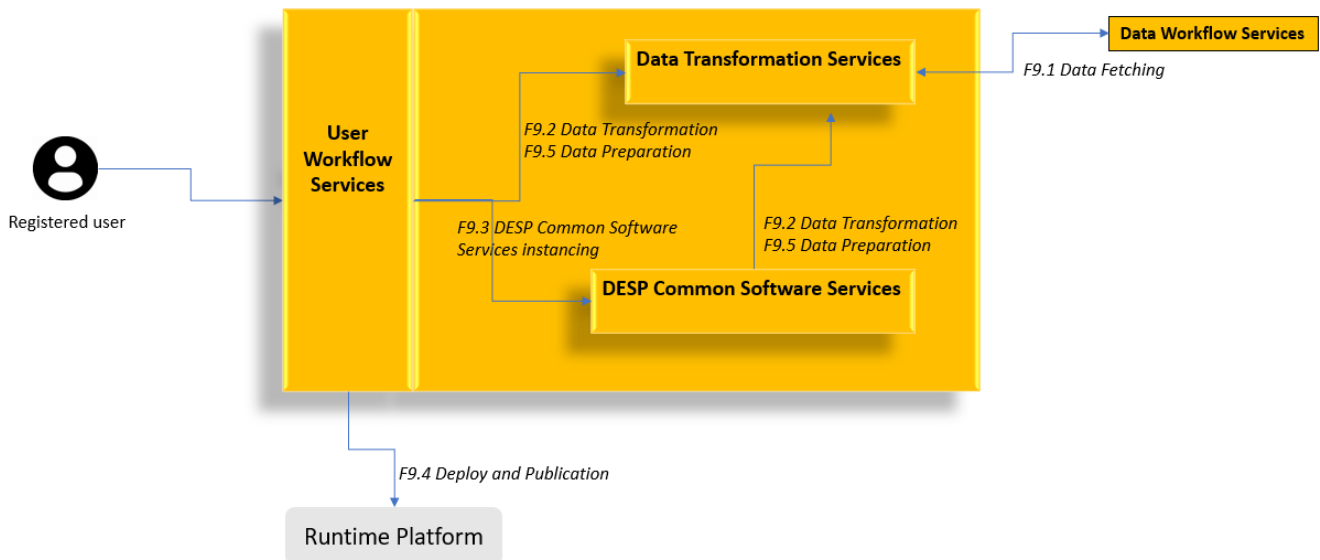 Data Workflow Services
Data Transformation Services
F9.1 Data Fetching
User
Workflow
Services
F9.2 Data Transformation
F9.5 Data Preparation
Registered user
F9.3 DESP Common Software
Services instancing
F9.2 Data Transformation
F9.5 Data Preparation
DESP Common Software Services
F9.4 Deploy and Publication
Runtime Platform